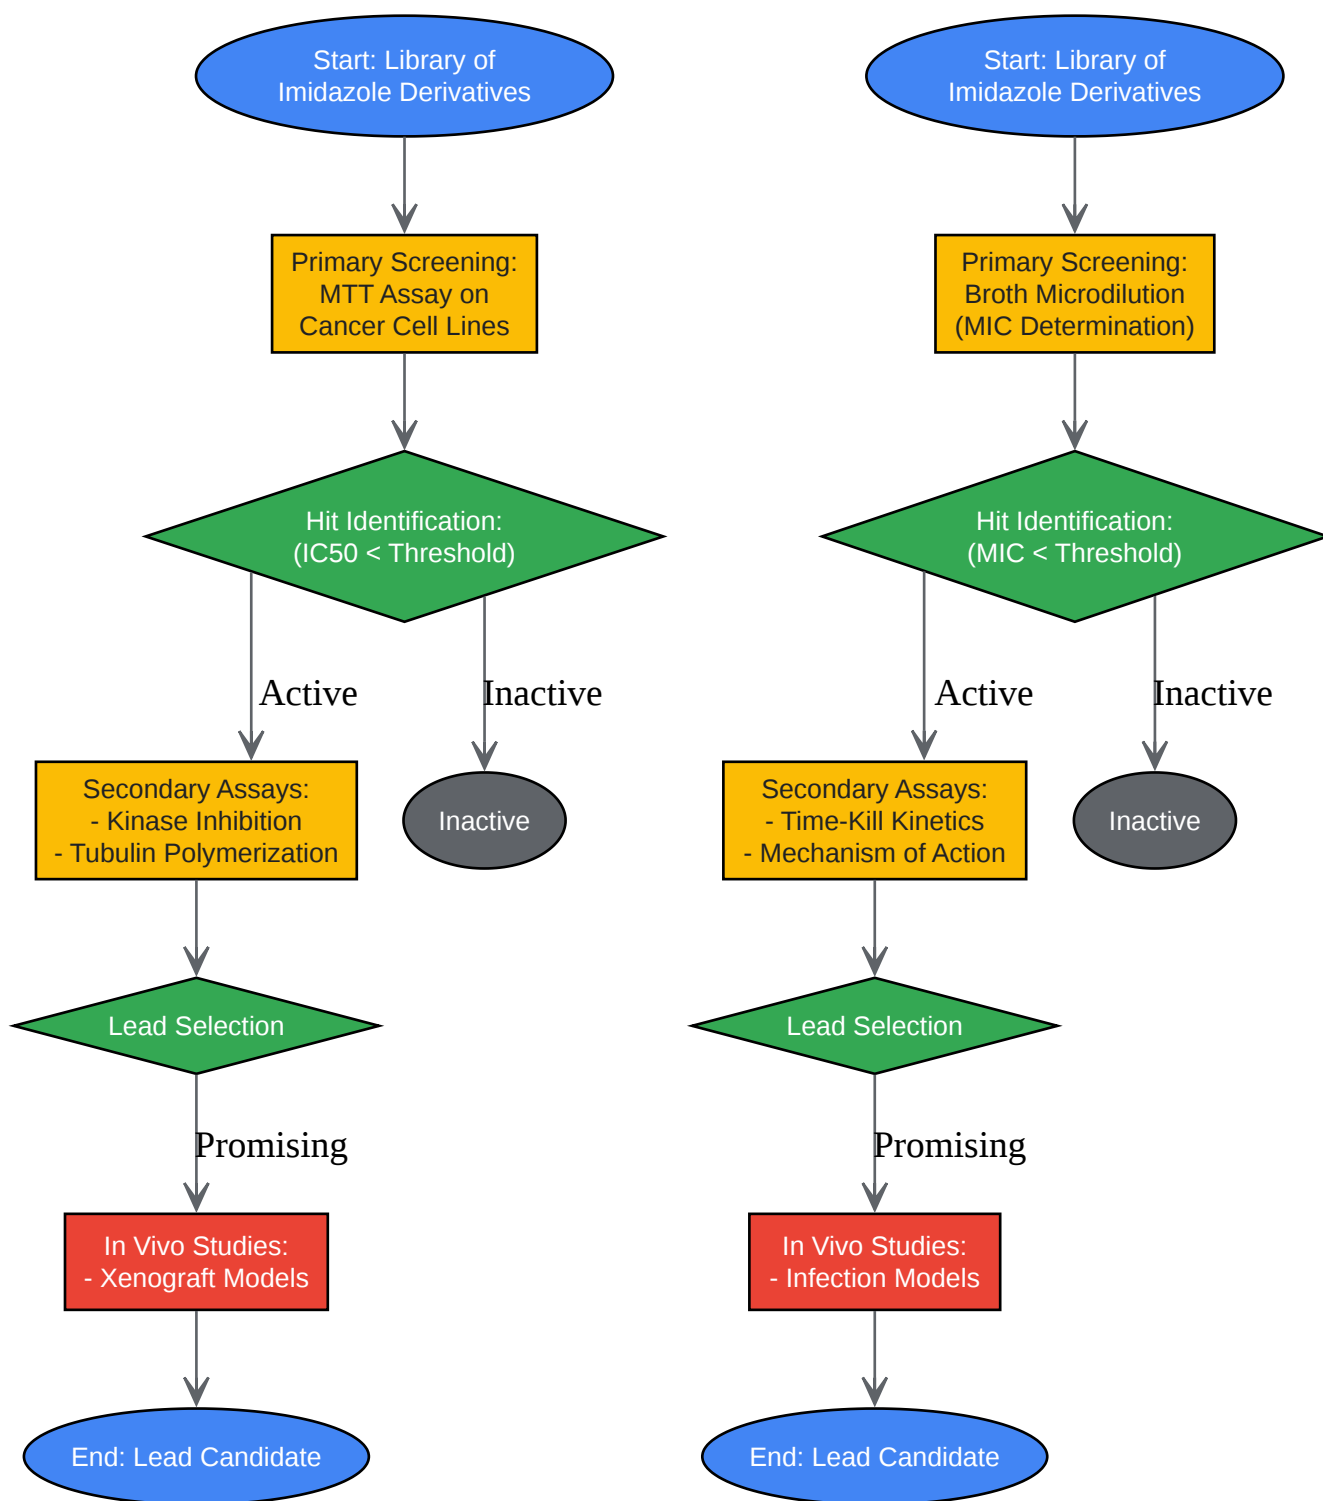 Start: Library of
Imidazole Derivatives
Primary Screening:
MTT Assay on
Cancer Cell Lines
Hit Identification:
(IC50 < Threshold)
Active
Inactive
Secondary Assays:
- Kinase Inhibition
- Tubulin Polymerization
Inactive
Lead Selection
Promising
In Vivo Studies:
- Xenograft Models
End: Lead Candidate
Start: Library of
Imidazole Derivatives
Primary Screening:
Broth Microdilution
(MIC Determination)
Hit Identification:
(MIC < Threshold)
Active
Inactive
Secondary Assays:
- Time-Kill Kinetics
- Mechanism of Action
Inactive
Lead Selection
Promising
In Vivo Studies:
- Infection Models
End: Lead Candidate